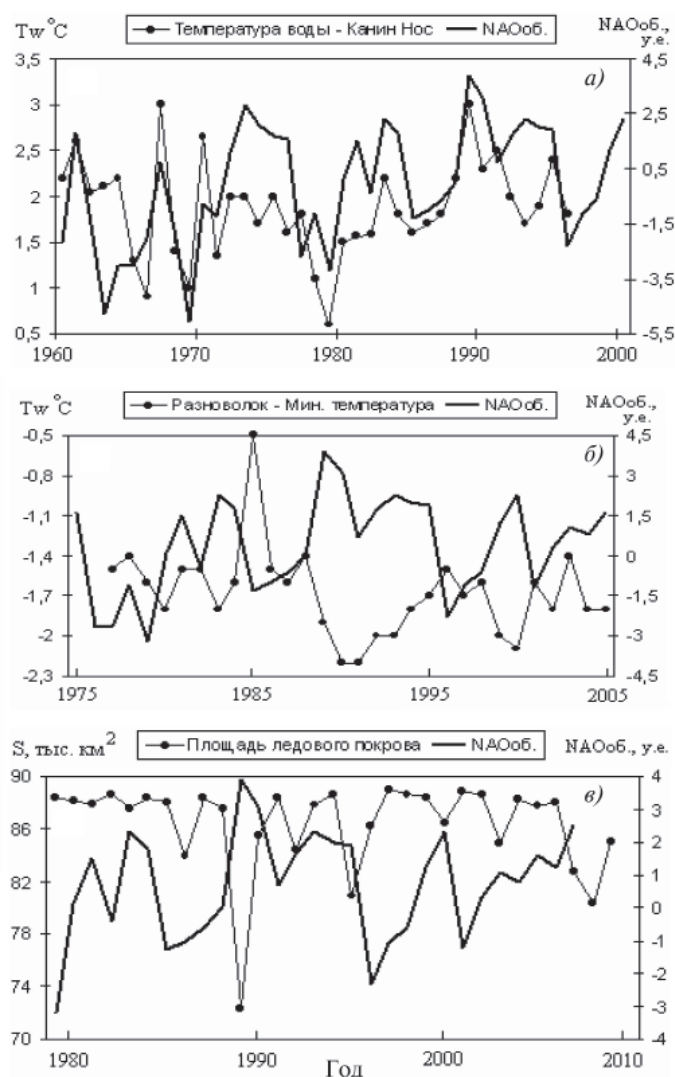 Tw°C
Температура воды - Канин Нос NAOоб.
NAOоб., у.е.
а)
3,5
3
2,5
2
1,5
1
0,5
4,5
2,5
0,5
-1,5
-3,5
-5,5
1960 1970 1980 1990 2000
Tw°C
Разноволок - Мин. температура NAOоб.
NAOоб., у.е.
б)
-0,5
-0,8
-1,1
-1,4
-1,7
-2
-2,3
4,5
3
1,5
0
-1,5
-3
-4,5
1975 1985 1995 2005
S, тыс. км²
Площадь ледового покрова NAOоб.
NAOоб., у.е.
в)
90
86
82
78
74
70
4
3
2
1
0
-1
-2
-3
-4
1980 1990 2000 2010
Год